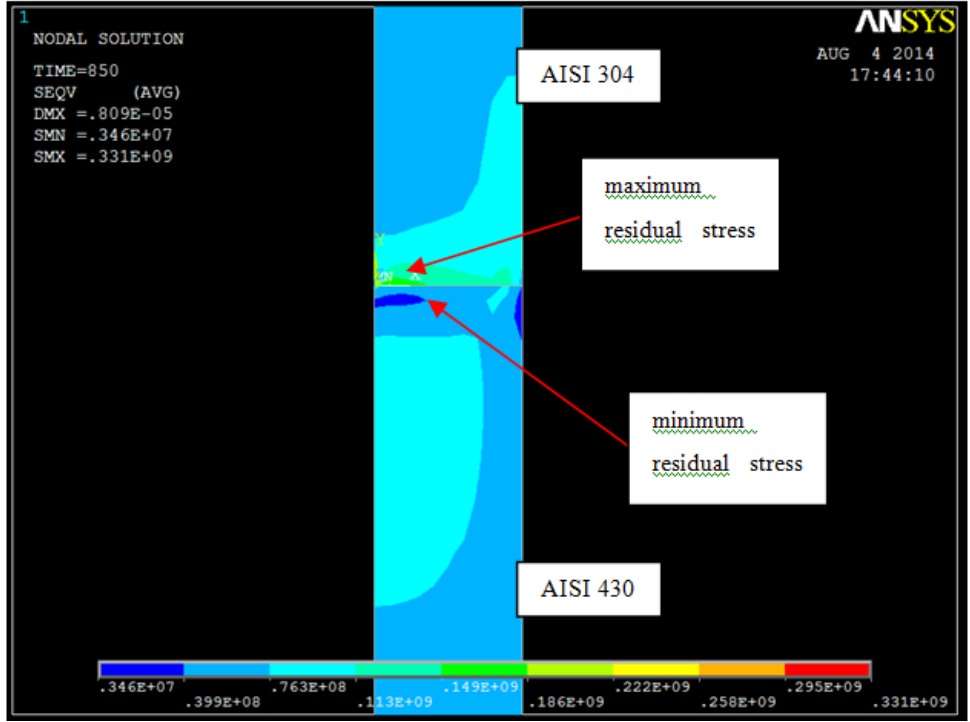 1
NODAL SOLUTION
TIME=850
SEQV (AVG)
DMX =.809E-05
SMN =.346E+07
SMX =.331E+09
ANSYS
AUG 4 2014
17:44:10
AISI 304
maximum
residual stress
Y
X
minimum
residual stress
AISI 430
.346E+07 .763E+08 .149E+09 .222E+09 .295E+09
.399E+08 .113E+09 .186E+09 .258E+09 .331E+09